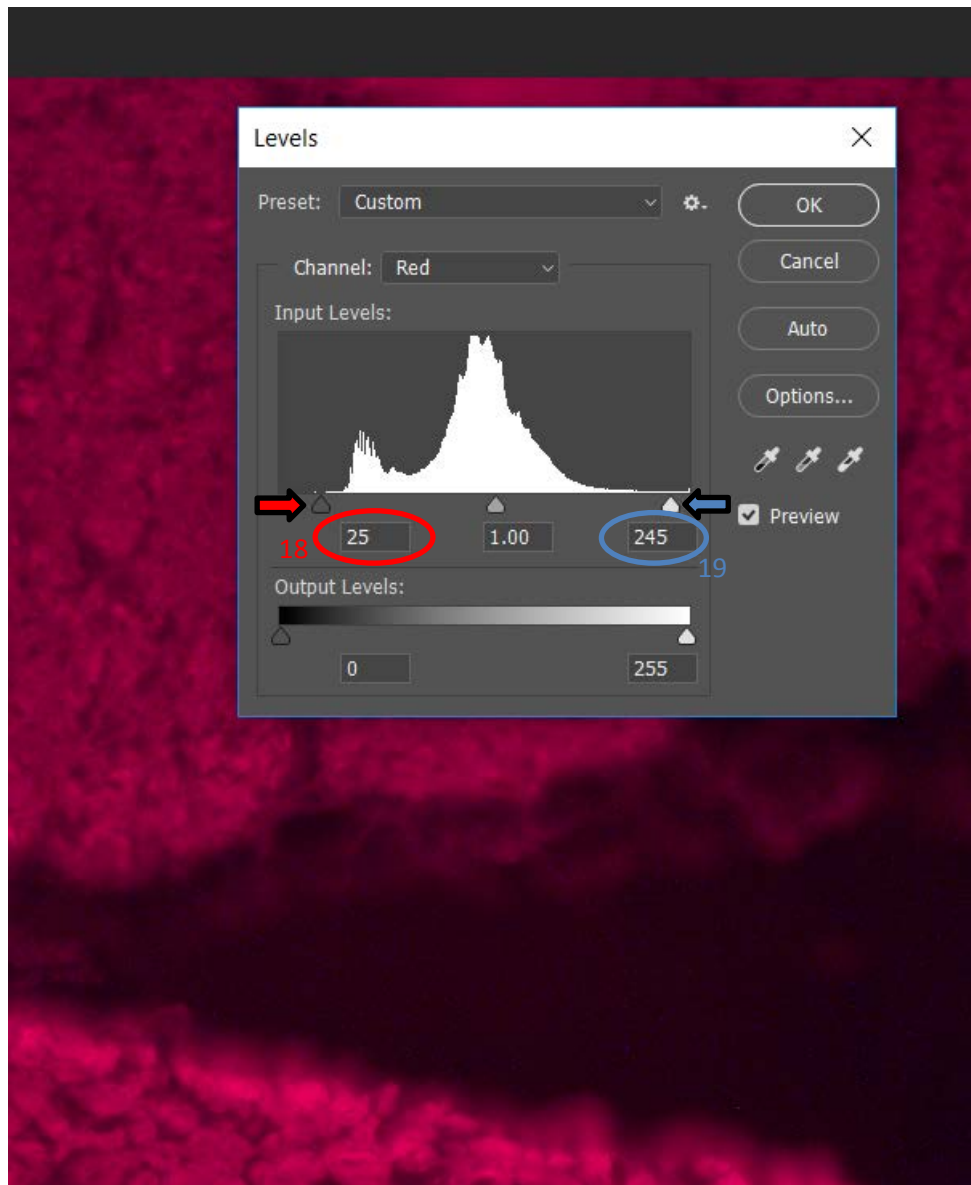 Levels
Preset: Custom
OK
Channel: Red
Cancel
Input Levels:
Auto
Options...
Preview
18 25 1.00 245 19
Output Levels:
0 255